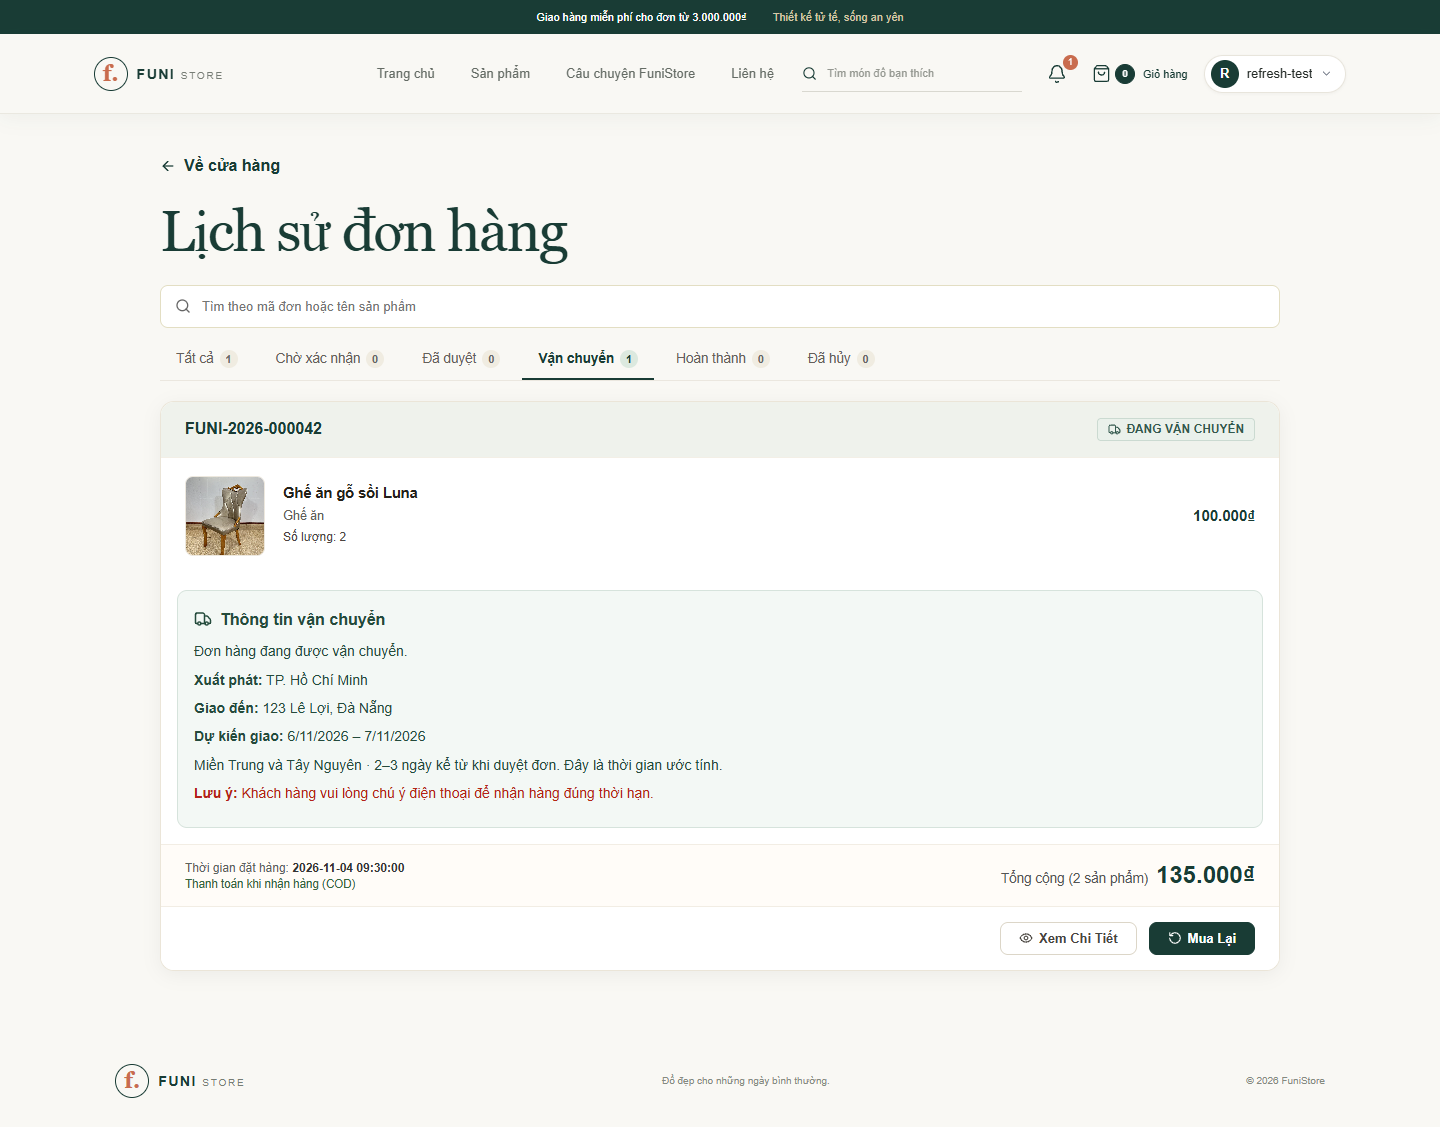 Giao hàng miễn phí cho đơn từ 3.000.000₫ Thiết kế tử tế, sống an yên
f. FUNI STORE Trang chủ Sản phẩm Câu chuyện FuniStore Liên hệ Tìm món đồ bạn thích 1 0 Giỏ hàng R refresh-test
Về cửa hàng
Lịch sử đơn hàng
Tìm theo mã đơn hoặc tên sản phẩm
Tất cả 1 Chờ xác nhận 0 Đã duyệt 0 Vận chuyển 1 Hoàn thành 0 Đã hủy 0
FUNI-2026-000042 ĐANG VẬN CHUYỂN
Ghế ăn gỗ sồi Luna
Ghế ăn
Số lượng: 2
100.000₫
Thông tin vận chuyển
Đơn hàng đang được vận chuyển.
Xuất phát: TP. Hồ Chí Minh
Giao đến: 123 Lê Lợi, Đà Nẵng
Dự kiến giao: 6/11/2026 – 7/11/2026
Miền Trung và Tây Nguyên · 2–3 ngày kể từ khi duyệt đơn. Đây là thời gian ước tính.
Lưu ý: Khách hàng vui lòng chú ý điện thoại để nhận hàng đúng thời hạn.
Thời gian đặt hàng: 2026-11-04 09:30:00
Thanh toán khi nhận hàng (COD)
Tổng cộng (2 sản phẩm) 135.000₫
Xem Chi Tiết Mua Lại
f. FUNI STORE Đồ đẹp cho những ngày bình thường. © 2026 FuniStore